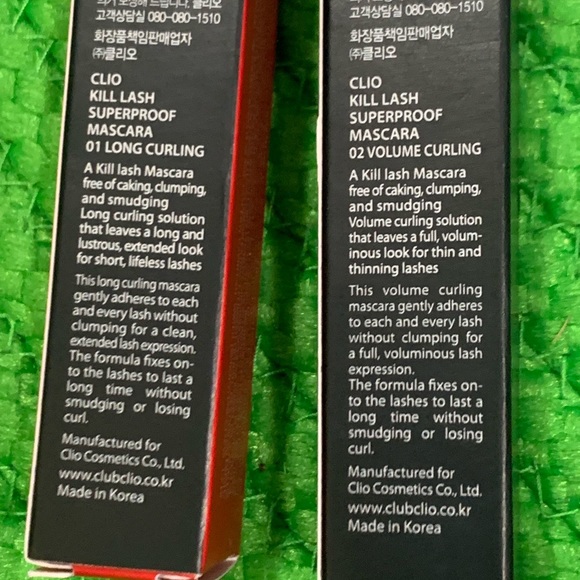 고객상담실 080-080-1510
화장품책임판매업자
㈜클리오
CLIO
KILL LASH
SUPERPROOF
MASCARA
01 LONG CURLING
A Kill lash Mascara
free of caking, clumping,
and smudging
Long curling solution
that leaves a long and
lustrous, extended look
for short, lifeless lashes
This long curling mascara
gently adheres to each
and every lash without
clumping for a clean,
extended lash expression.
The formula fixes on-
to the lashes to last a
long time without
smudging or losing
curl.
Manufactured for
Clio Cosmetics Co., Ltd.
www.clubclio.co.kr
Made in Korea
고객상담실 080-080-1510
화장품책임판매업자
㈜클리오
CLIO
KILL LASH
SUPERPROOF
MASCARA
02 VOLUME CURLING
A Kill lash Mascara
free of caking, clumping,
and smudging
Volume curling solution
that leaves a full, volum-
inous look for thin and
thinning lashes
This volume curling
mascara gently adheres
to each and every lash
without clumping for
a full, voluminous lash
expression.
The formula fixes on-
to the lashes to last a
long time without
smudging or losing
curl.
Manufactured for
Clio Cosmetics Co., Ltd.
www.clubclio.co.kr
Made in Korea